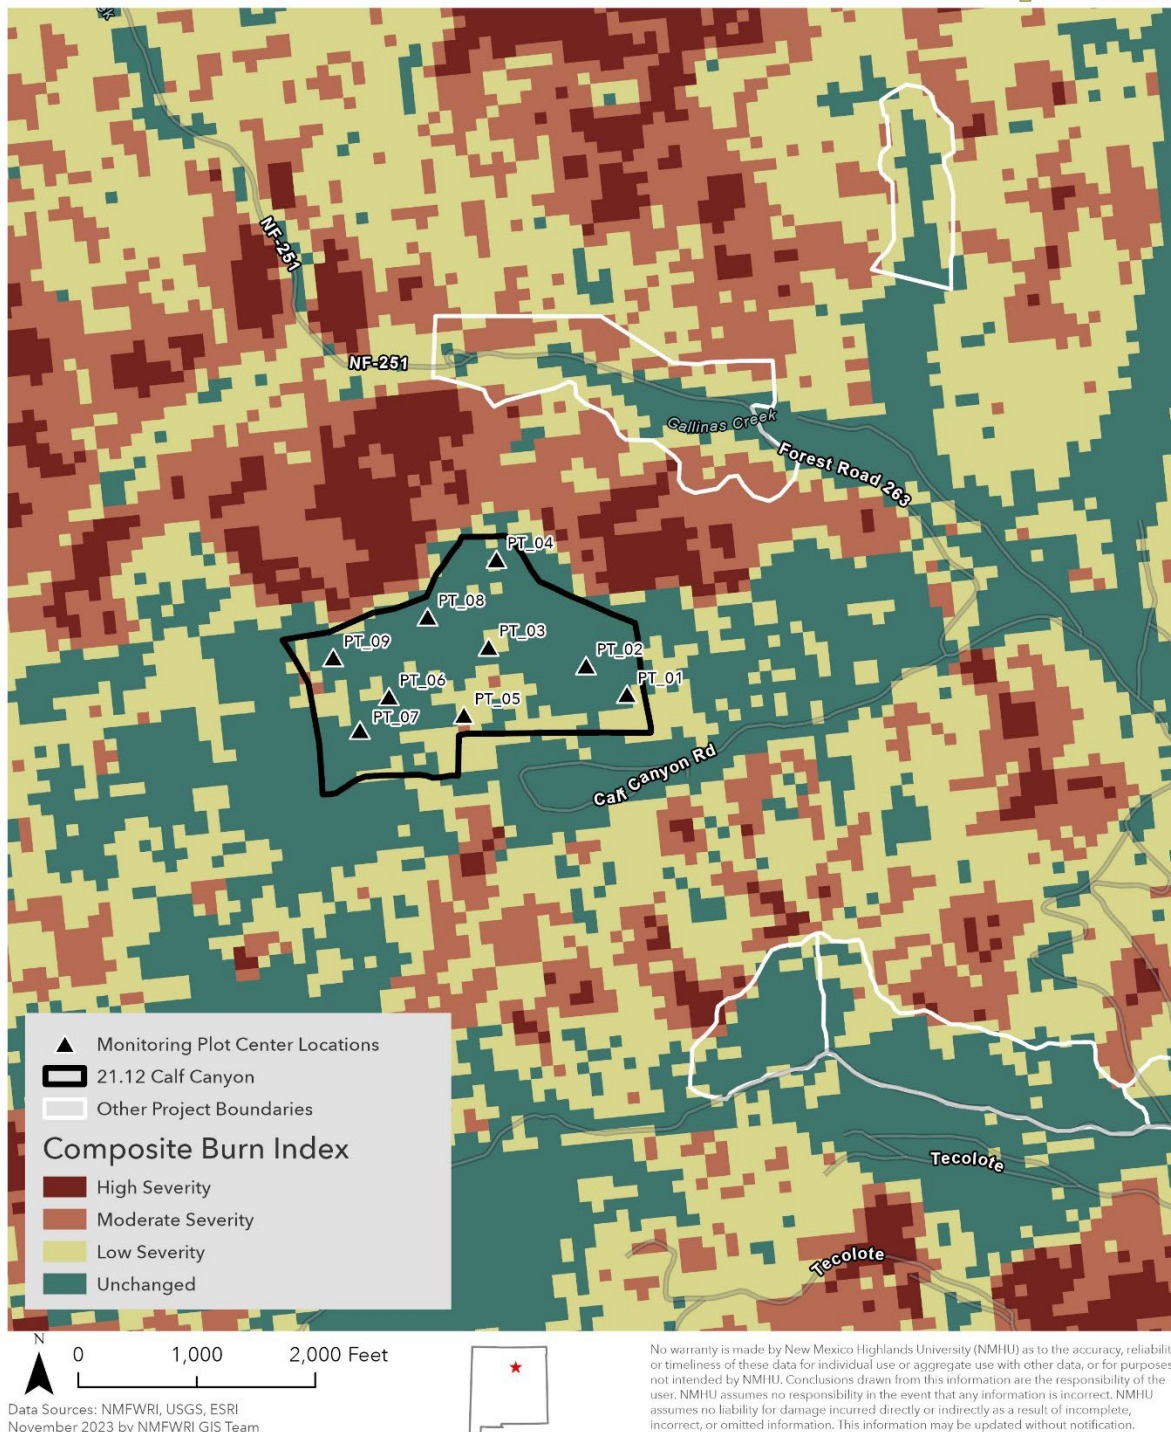 NF-251
NF-251
Gallinas Creek
Forest Road 263
PT_04
PT_08
PT_03
PT_09
PT_02
PT_06
PT_01
PT_05
PT_07
Calf Canyon Rd
Monitoring Plot Center Locations
21.12 Calf Canyon
Other Project Boundaries
Composite Burn Index
High Severity
Moderate Severity
Low Severity
Unchanged
Tecolote
Tecolote
N
0 1,000 2,000 Feet
Data Sources: NMFWRI, USGS, ESRI
November 2023 by NMFWRI GIS Team
No warranty is made by New Mexico Highlands University (NMHU) as to the accuracy, reliabilit
or timeliness of these data for individual use or aggregate use with other data, or for purposes
not intended by NMHU. Conclusions drawn from this information are the responsibility of the
user. NMHU assumes no responsibility in the event that any information is incorrect. NMHU
assumes no liability for damage incurred directly or indirectly as a result of incomplete,
incorrect, or omitted information. This information may be updated without notification.